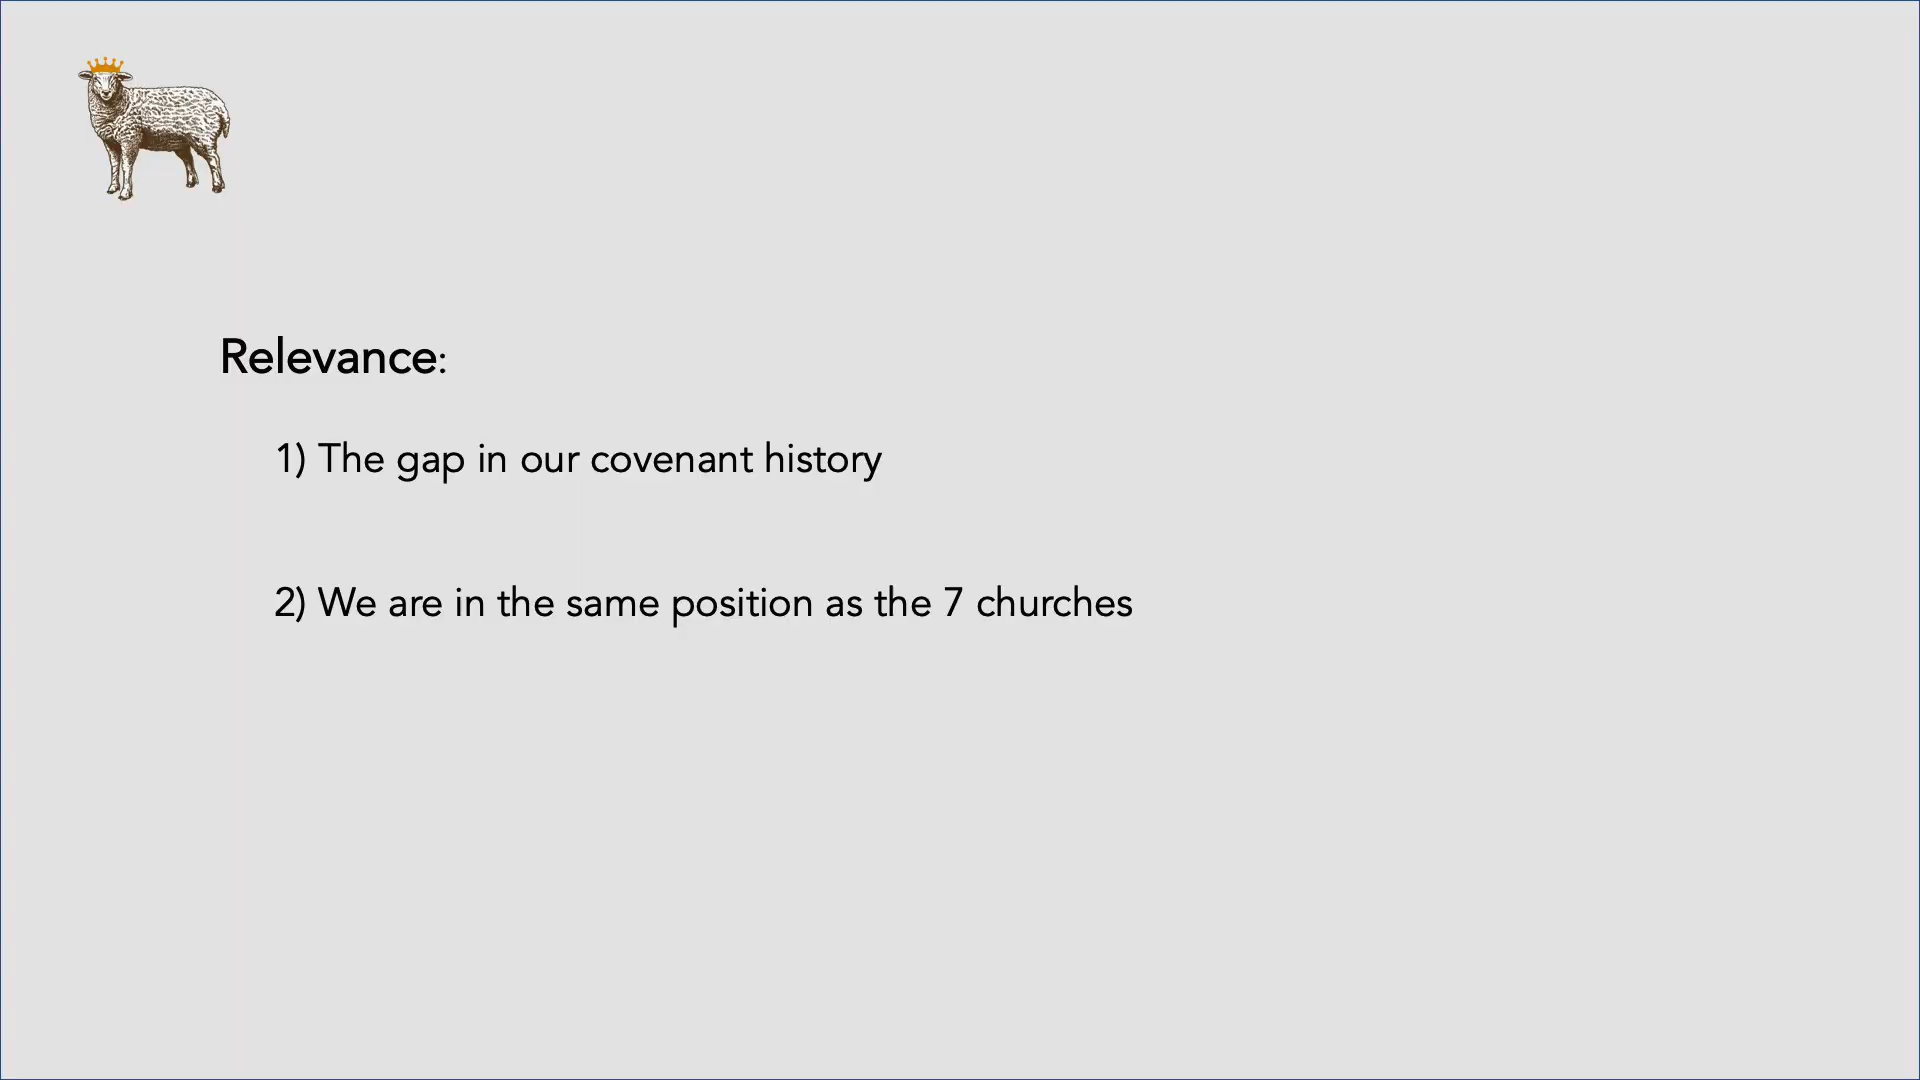 Relevance:
1) The gap in our covenant history
2) We are in the same position as the 7 churches